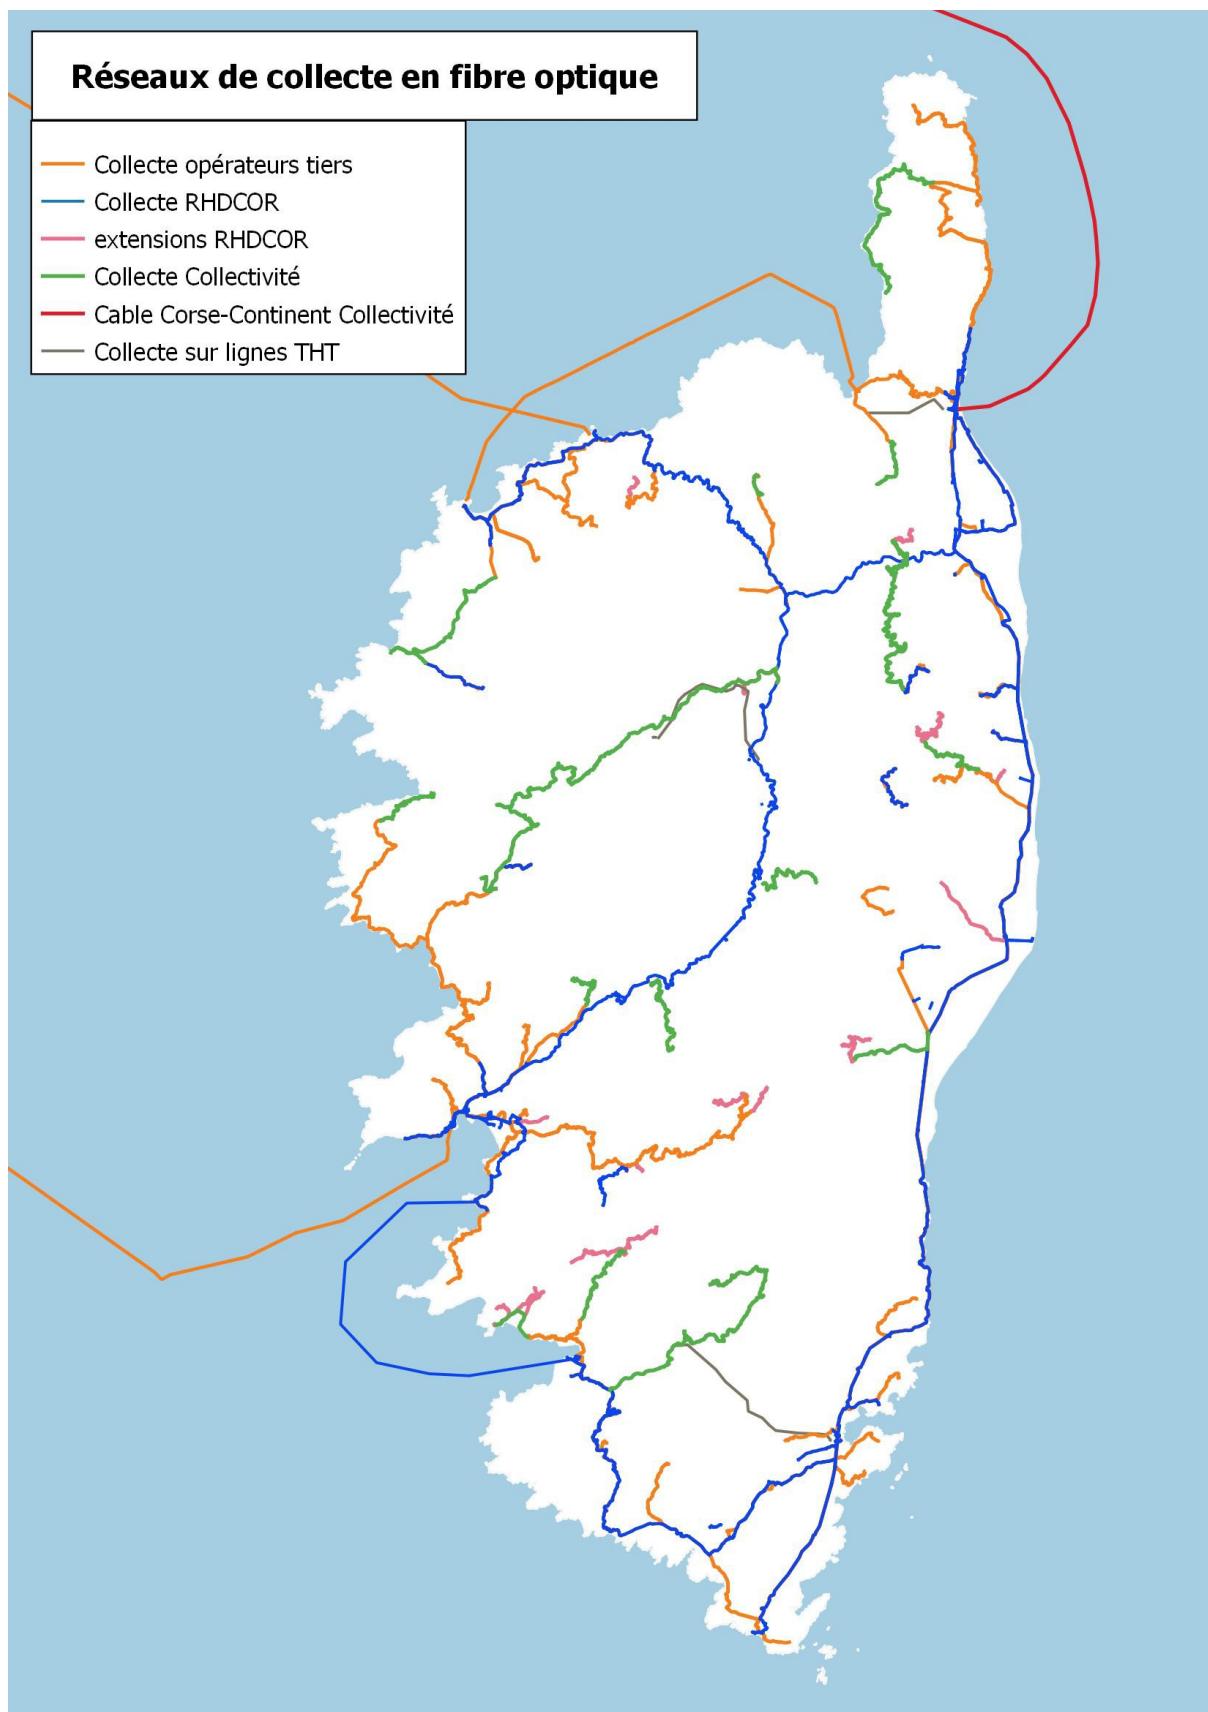 Réseaux de collecte en fibre optique
Collecte opérateurs tiers
Collecte RHDCOR
extensions RHDCOR
Collecte Collectivité
Cable Corse-Continent Collectivité
Collecte sur lignes THT